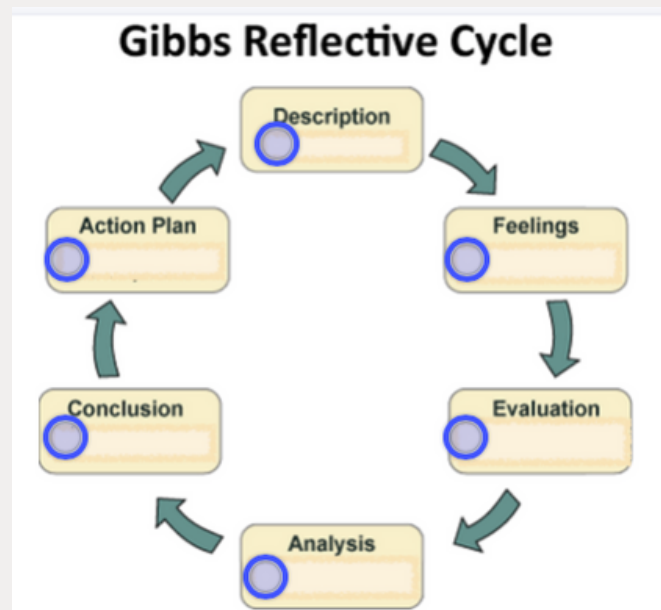 Gibbs Reflective Cycle
Description
Feelings
Evaluation
Analysis
Conclusion
Action Plan